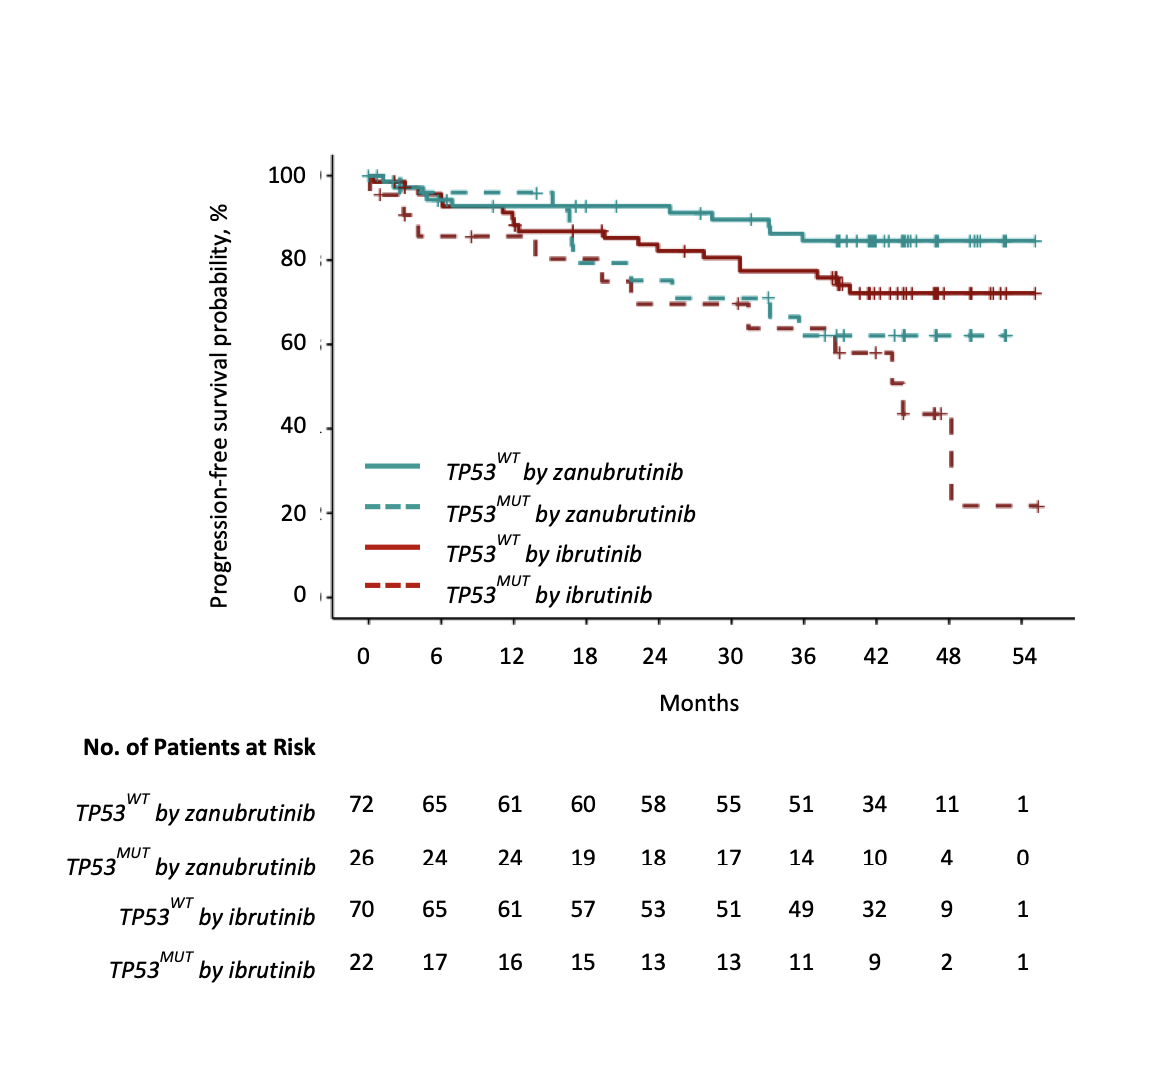 Progression-free survival probability, %
100
80
60
40
20
0
TP53WT by zanubrutinib
TP53MUT by zanubrutinib
TP53WT by ibrutinib
TP53MUT by ibrutinib
0 6 12 18 24 30 36 42 48 54
Months
No. of Patients at Risk
TP53WT by zanubrutinib 72 65 61 60 58 55 51 34 11 1
TP53MUT by zanubrutinib 26 24 24 19 18 17 14 10 4 0
TP53WT by ibrutinib 70 65 61 57 53 51 49 32 9 1
TP53MUT by ibrutinib 22 17 16 15 13 13 11 9 2 1